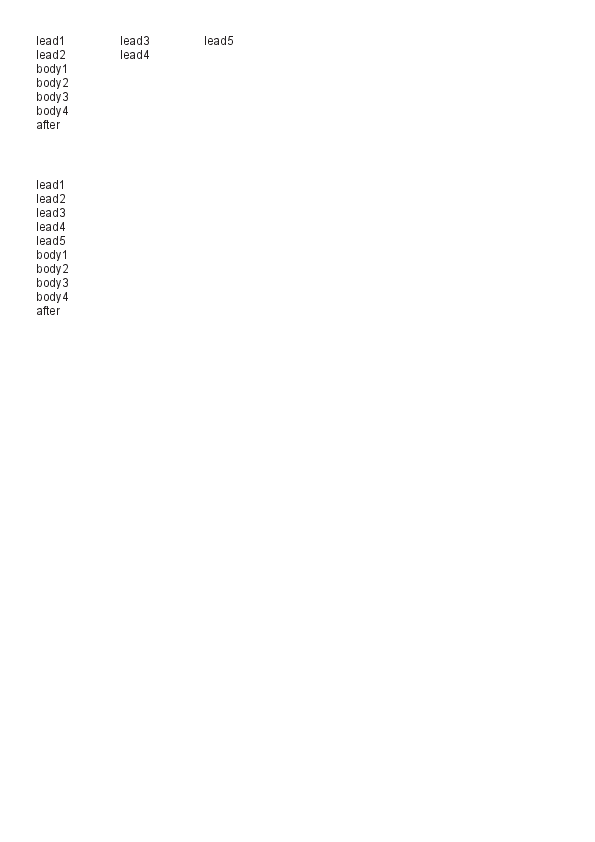 lead1 lead3 lead5
lead2 lead4
body1
body2
body3
body4
after
lead1
lead2
lead3
lead4
lead5
body1
body2
body3
body4
after